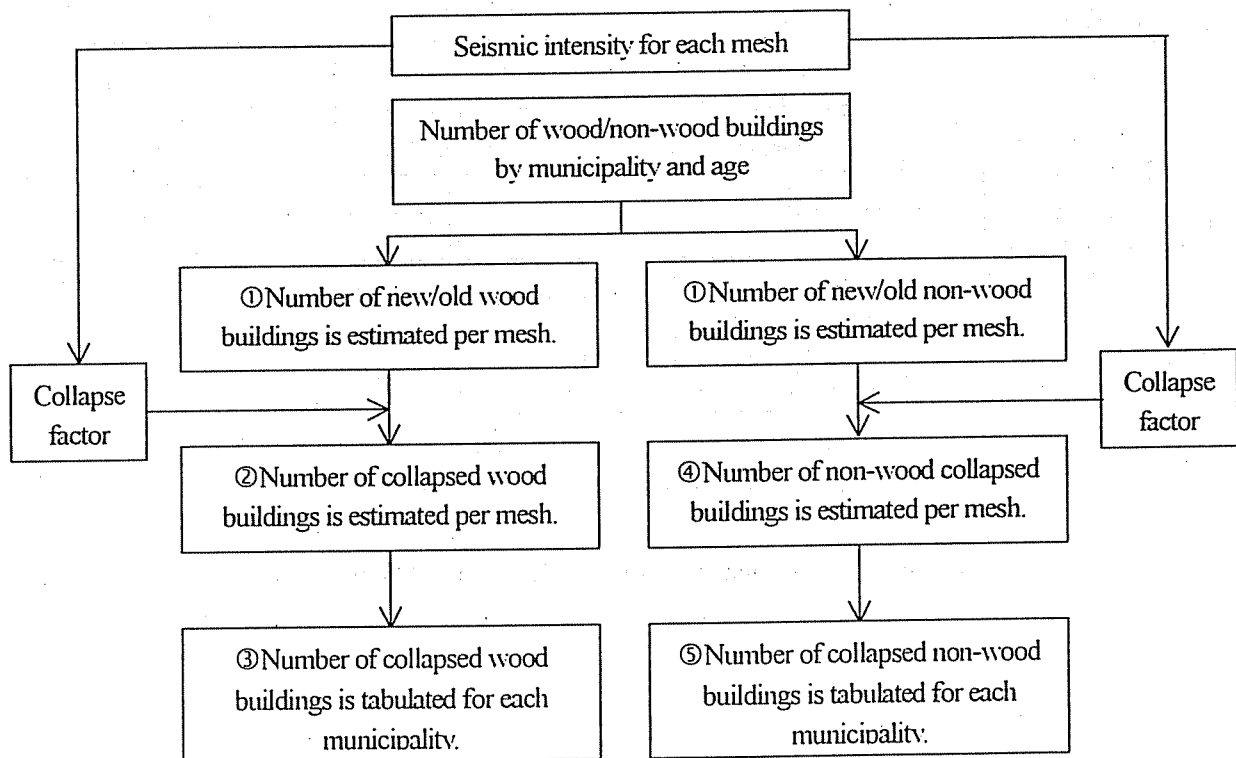 Seismic intensity for each mesh
Number of wood/non-wood buildings
by municipality and age
①Number of new/old wood
buildings is estimated per mesh.
①Number of new/old non-wood
buildings is estimated per mesh.
Collapse
factor
Collapse
factor
②Number of collapsed wood
buildings is estimated per mesh.
④Number of non-wood collapsed
buildings is estimated per mesh.
③Number of collapsed wood
buildings is tabulated for each
municipality.
⑤Number of collapsed non-wood
buildings is tabulated for each
municipality.